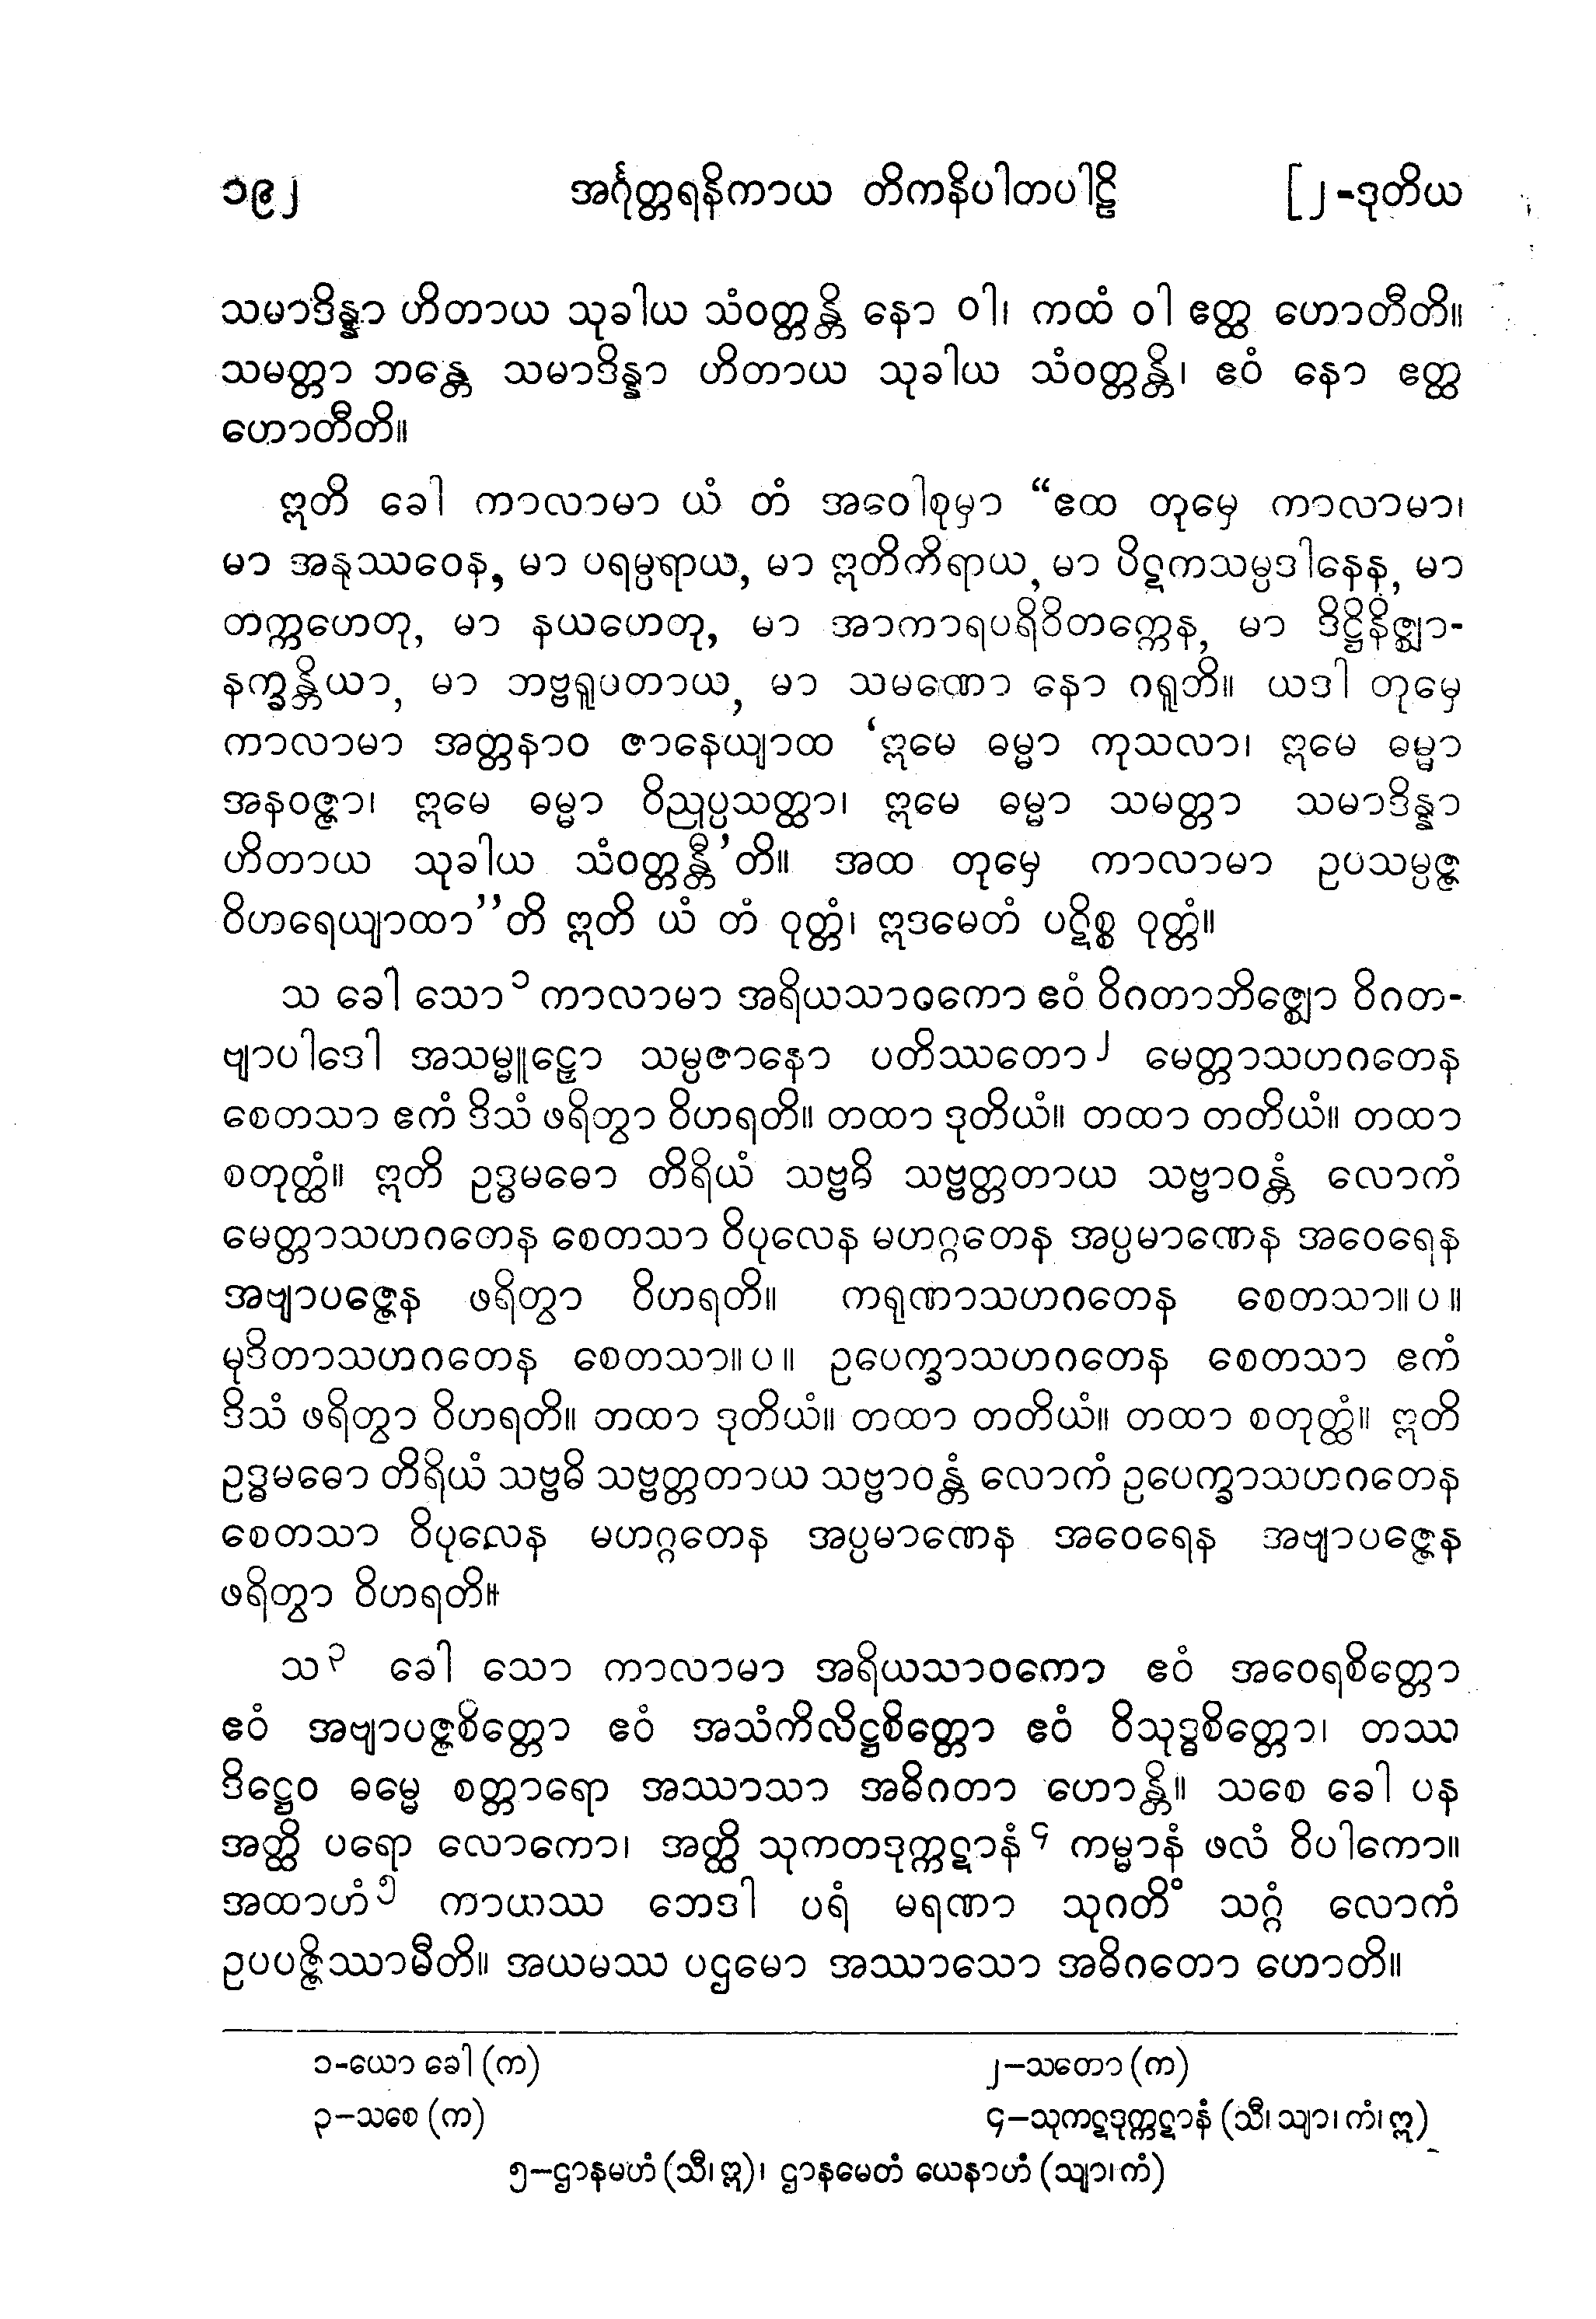 ၁၉၂ အင်္ဂုတ္တရနိကာယ တိကနိပါတပါဠိ [၂-ဒုတိယ
သမာဒိန္နာ ဟိတာယ သုခါယ သံဝတ္တန္တိ နော ဝါ၊ ကထံ ဝါ ဧတ္ထ ဟောတီတိ။
သမတ္တာ ဘန္တေ သမာဒိန္နာ ဟိတာယ သုခါယ သံဝတ္တန္တိ၊ ဧဝံ နော ဧတ္ထ
ဟောတီတိ။
ဣတိ ခေါ ကာလာမာ ယံ တံ အဝေါစုမှာ “ဧထ တုမှေ ကာလာမာ၊
မာ အနုဿဝေန, မာ ပရမ္ပရာယ, မာ ဣတိကိရာယ, မာ ပိဋကသမ္ပဒါနေန, မာ
တက္ကဟေတု, မာ နယဟေတု, မာ အာကာရပရိဝိတက္ကေန, မာ ဒိဋ္ဌိနိဇ္ဈာ-
နက္ခန္တိယာ, မာ ဘဗ္ဗရူပတာယ, မာ သမဏော နော ဂရူတိ။ ယဒါ တုမှေ
ကာလာမာ အတ္တနာဝ ဇာနေယျာထ ‘ဣမေ ဓမ္မာ ကုသလာ၊ ဣမေ ဓမ္မာ
အနဝဇ္ဇာ၊ ဣမေ ဓမ္မာ ဝိညုပ္ပသတ္ထာ၊ ဣမေ ဓမ္မာ သမတ္တာ သမာဒိန္နာ
ဟိတာယ သုခါယ သံဝတ္တန္တီ’တိ။ အထ တုမှေ ကာလာမာ ဥပသမ္ပဇ္ဇ
ဝိဟရေယျာထာ”တိ ဣတိ ယံ တံ ဝုတ္တံ၊ ဣဒမေတံ ပဋိစ္စ ဝုတ္တံ။
သ ခေါ သော၁ ကာလာမာ အရိယသာဝကော ဧဝံ ဝိဂတာဘိဇ္ဈော ဝိဂတ-
ဗျာပါဒေါ အသမ္မူဠှော သမ္ပဇာနော ပတိဿတော၂ မေတ္တာသဟဂတေန
စေတသာ ဧကံ ဒိသံ ဖရိတွာ ဝိဟရတိ။ တထာ ဒုတိယံ။ တထာ တတိယံ။ တထာ
စတုတ္ထံ။ ဣတိ ဥဒ္ဓမဓော တိရိယံ သဗ္ဗဓိ သဗ္ဗတ္တတာယ သဗ္ဗာဝန္တံ လောကံ
မေတ္တာသဟဂတေန စေတသာ ဝိပုလေန မဟဂ္ဂတေန အပ္ပမာဏေန အဝေရေန
အဗျာပဇ္ဇေန ဖရိတွာ ဝိဟရတိ။ ကရုဏာသဟဂတေန စေတသာ။ပ။
မုဒိတာသဟဂတေန စေတသာ။ပ။ ဥပေက္ခာသဟဂတေန စေတသာ ဧကံ
ဒိသံ ဖရိတွာ ဝိဟရတိ။ တထာ ဒုတိယံ။ တထာ တတိယံ။ တထာ စတုတ္ထံ။ ဣတိ
ဥဒ္ဓမဓော တိရိယံ သဗ္ဗဓိ သဗ္ဗတ္တတာယ သဗ္ဗာဝန္တံ လောကံ ဥပေက္ခာသဟဂတေန
စေတသာ ဝိပုလေန မဟဂ္ဂတေန အပ္ပမာဏေန အဝေရေန အဗျာပဇ္ဇေန
ဖရိတွာ ဝိဟရတိ။
သ၃ ခေါ သော ကာလာမာ အရိယသာဝကော ဧဝံ အဝေရစိတ္တော
ဧဝံ အဗျာပဇ္ဇစိတ္တော ဧဝံ အသံကိလိဋ္ဌစိတ္တော ဧဝံ ဝိသုဒ္ဓစိတ္တော၊ တဿ
ဒိဋ္ဌေဝ ဓမ္မေ စတ္တာရော အဿာသာ အဓိဂတာ ဟောန္တိ။ သစေ ခေါ ပန
အတ္ထိ ပရော လောကော၊ အတ္ထိ သုကတဒုက္ကဋာနံ၄ ကမ္မာနံ ဖလံ ဝိပါကော။
အထာဟံ၅ ကာယဿ ဘေဒါ ပရံ မရဏာ သုဂတိံ သဂ္ဂံ လောကံ
ဥပပဇ္ဇိဿာမီတိ။ အယမဿ ပဌမော အဿာသော အဓိဂတော ဟောတိ။
၁-ယော ခေါ (က) ၂–သတော (က)
၃–သစေ (က) ၄–သုကဋဒုက္ကဋာနံ (သီ၊ သျာ၊ ကံ၊ ဣ)
၅–ဌာနမဟံ (သီ၊ ဣ)၊ ဌာနမေတံ ယေနာဟံ (သျာ၊ ကံ)